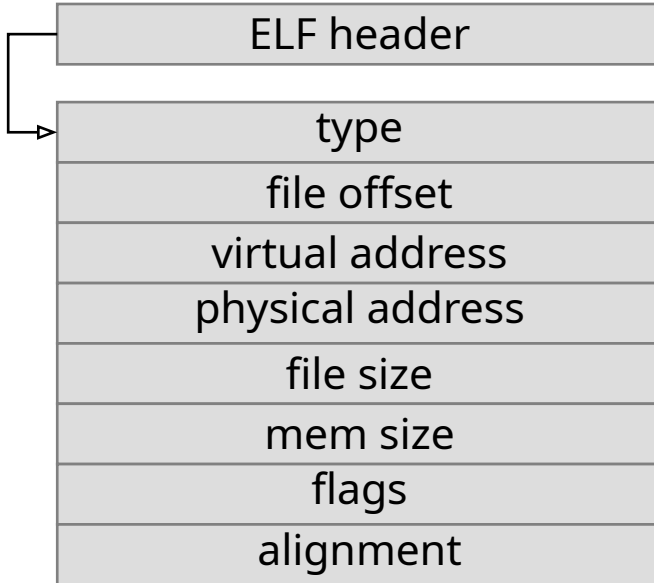 ELF header
type
file offset
virtual address
physical address
file size
mem size
flags
alignment